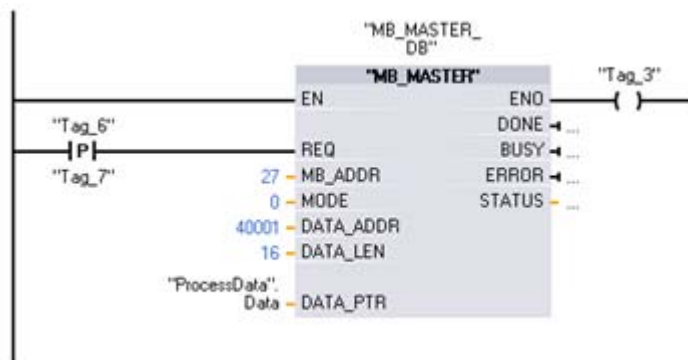 "MB_MASTER_
DB"
"MB_MASTER"
"Tag_3"
EN
ENO
DONE
...
"Tag_6"
P
REQ
BUSY
...
"Tag_7"
27
MB_ADDR
ERROR
...
0
MODE
STATUS
...
40001
DATA_ADDR
16
DATA_LEN
"ProcessData".
Data
DATA_PTR